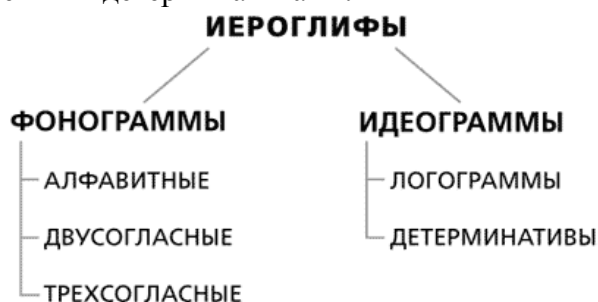 ИЕРОГЛИФЫ
ФОНОГРАММЫ
ИДЕОГРАММЫ
АЛФАВИТНЫЕ
ЛОГОГРАММЫ
ДВУСОГЛАСНЫЕ
ДЕТЕРМИНАТИВЫ
ТРЕХСОГЛАСНЫЕ